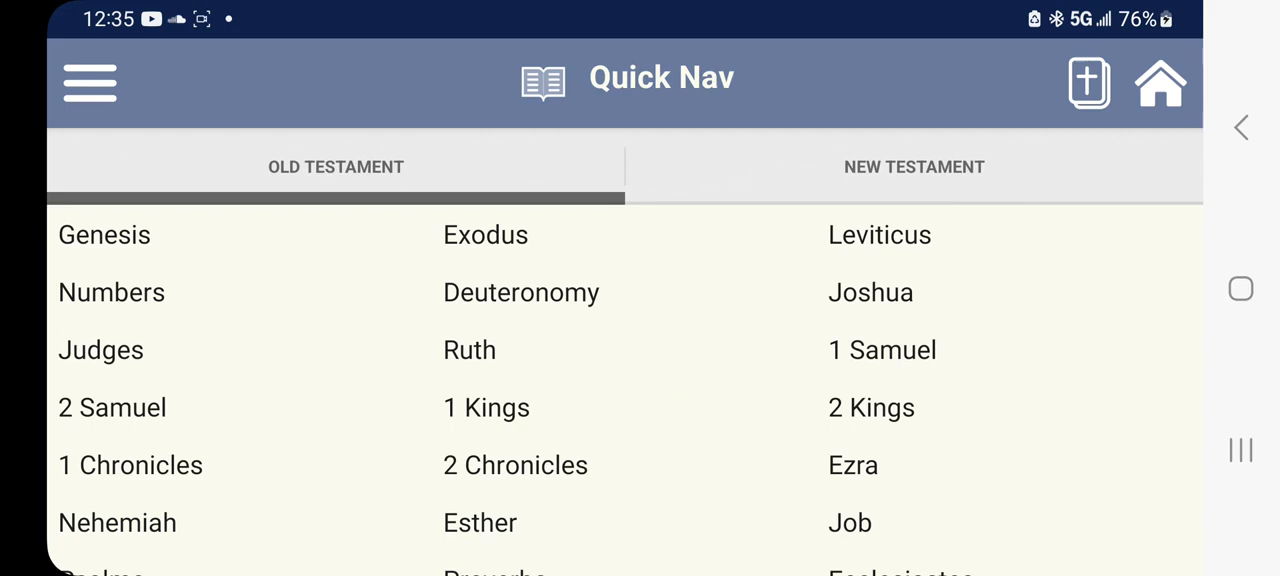 12:35 5G 76%
Quick Nav
OLD TESTAMENT NEW TESTAMENT
Genesis Exodus Leviticus
Numbers Deuteronomy Joshua
Judges Ruth 1 Samuel
2 Samuel 1 Kings 2 Kings
1 Chronicles 2 Chronicles Ezra
Nehemiah Esther Job